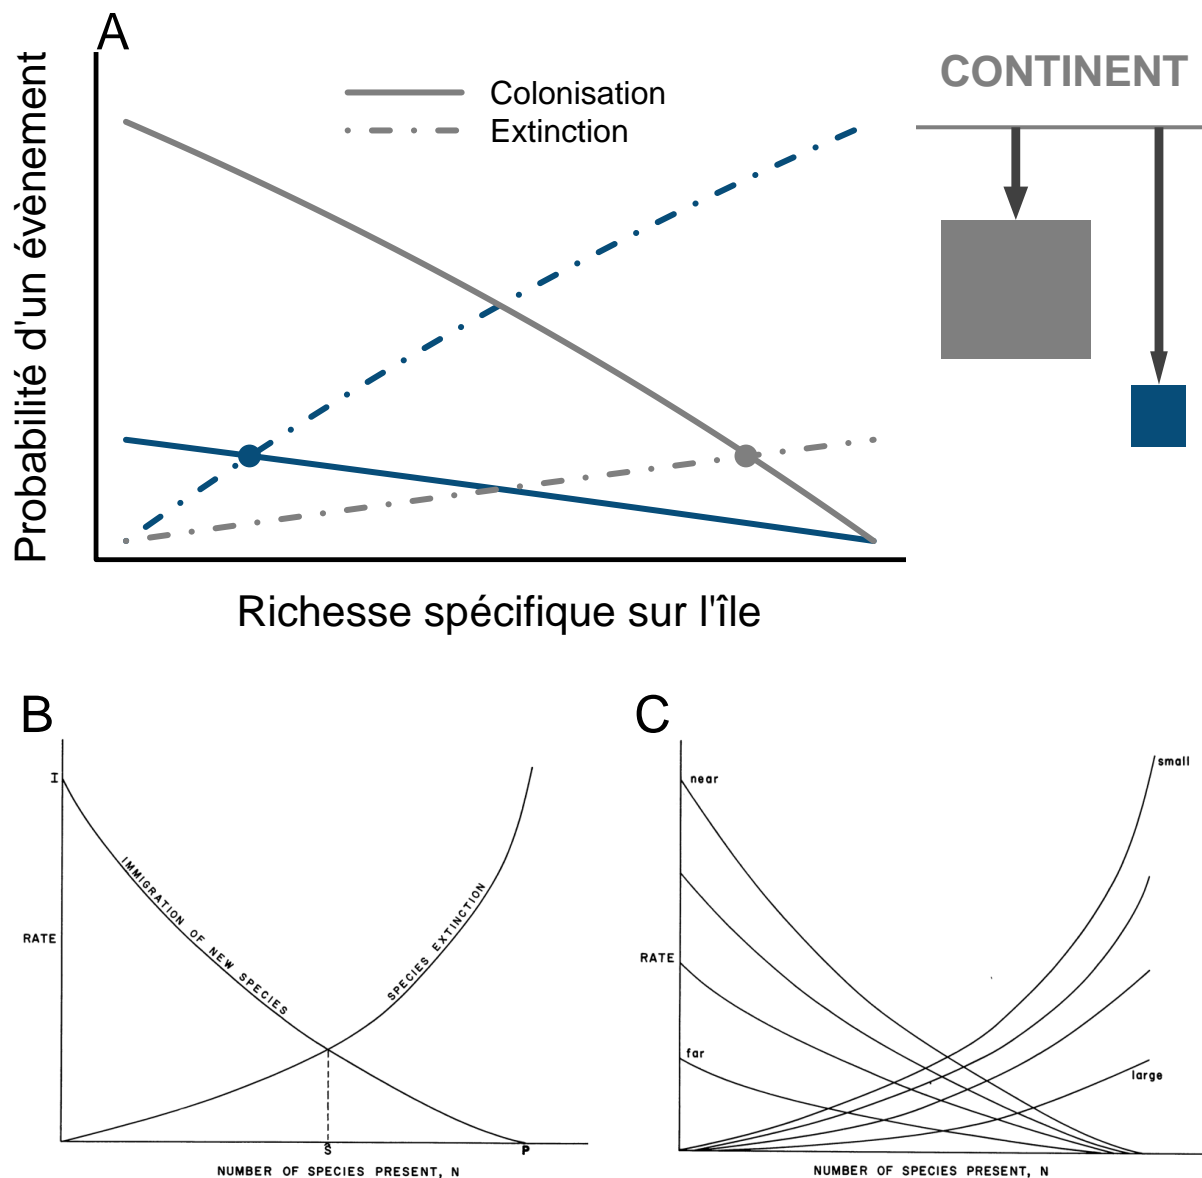 A
Probabilité d'un évènement
Colonisation
Extinction
CONTINENT
Richesse spécifique sur l'île
B
I
IMMIGRATION OF NEW SPECIES
SPECIES EXTINCTION
RATE
Ŝ
P
NUMBER OF SPECIES PRESENT, N
C
near
small
RATE
far
large
NUMBER OF SPECIES PRESENT, N